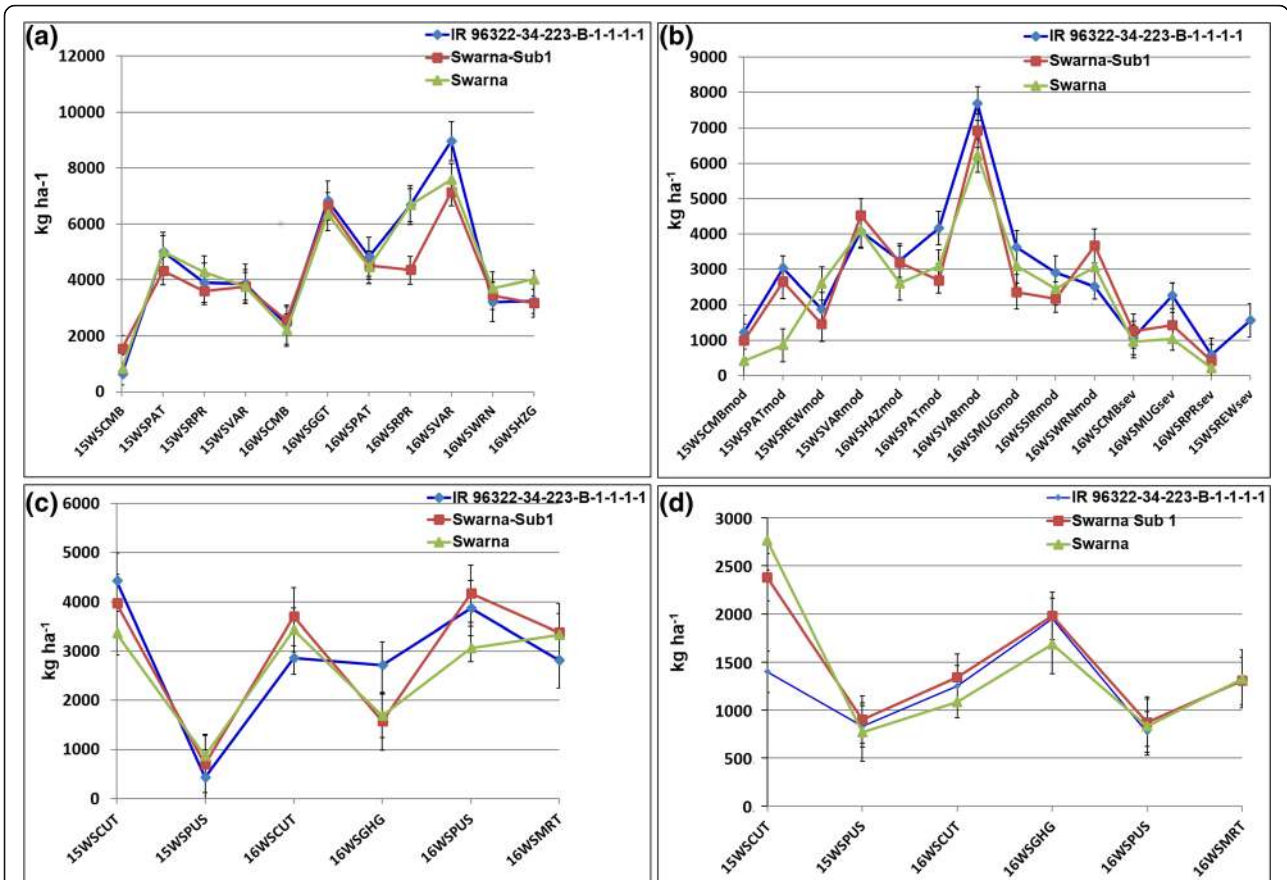 (a)
IR 96322-34-223-B-1-1-1-1
Swarna-Sub1
Swarna
kg ha-1
12000
10000
8000
6000
4000
2000
0
15WSCMB
15WSPAT
15WSRPR
15WSVAR
16WSCMB
16WSGGT
16WSPAT
16WSRPR
16WSVAR
16WSWRN
16WSHZG
(b)
IR 96322-34-223-B-1-1-1-1
Swarna-Sub1
Swarna
kg ha-1
9000
8000
7000
6000
5000
4000
3000
2000
1000
0
15WSCMBmod
15WSPATmod
15WSREWmod
15WSVARmod
16WSHAZmod
16WSPATmod
16WSVARmod
16WSMUGmod
16WSSIRmod
16WSWRNmod
16WSCMBsev
16WSMUGsev
16WSRPRsev
15WSREWsev
(c)
IR 96322-34-223-B-1-1-1-1
Swarna-Sub1
Swarna
kg ha-1
6000
5000
4000
3000
2000
1000
0
15WSCUT
15WSPUS
16WSCUT
16WSGHG
16WSPUS
16WSMRT
(d)
IR 96322-34-223-B-1-1-1-1
Swarna Sub 1
Swarna
kg ha-1
3000
2500
2000
1500
1000
500
0
15WSCUT
15WSPUS
16WSCUT
16WSGHG
16WSPUS
16WSMRT